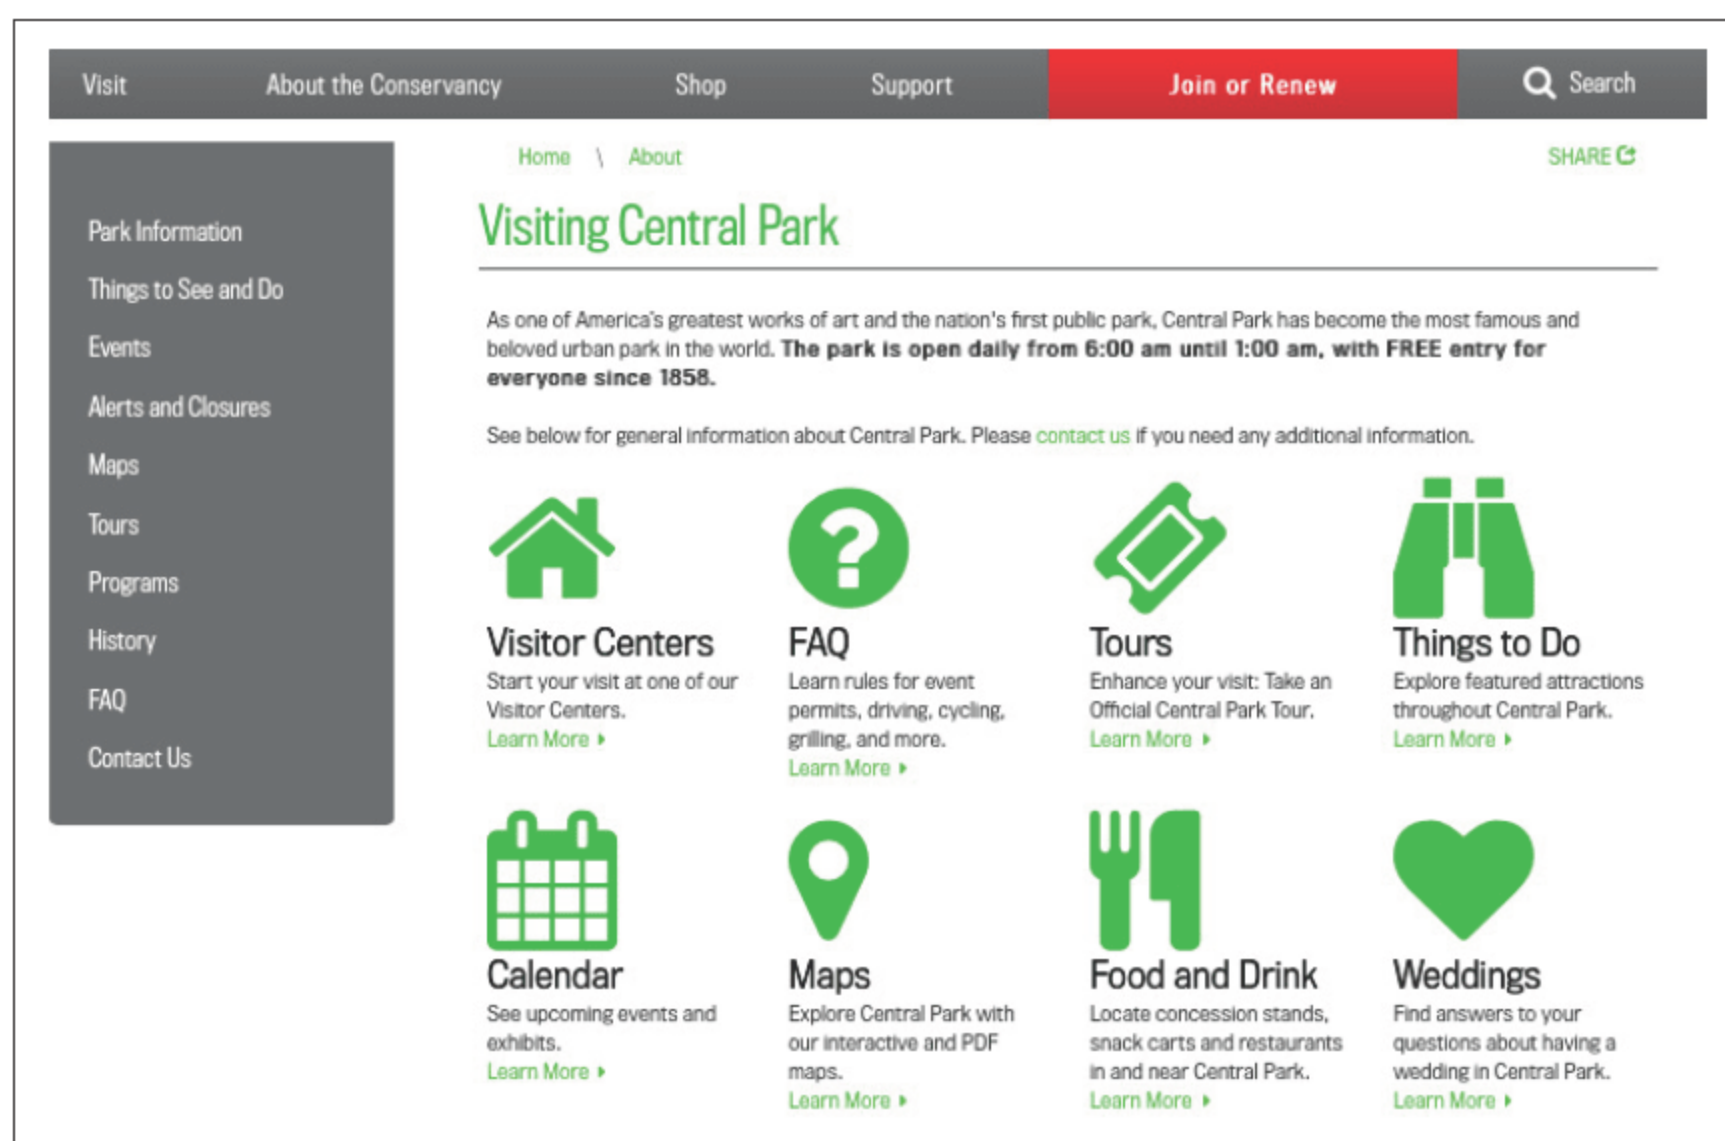 Visit
About the Conservancy
Shop
Support
Join or Renew
Search
Park Information
Things to See and Do
Events
Alerts and Closures
Maps
Tours
Programs
History
FAQ
Contact Us
Home \ About
SHARE
Visiting Central Park
As one of America's greatest works of art and the nation's first public park, Central Park has become the most famous and
beloved urban park in the world. The park is open daily from 6:00 am until 1:00 am, with FREE entry for
everyone since 1858.
See below for general information about Central Park. Please contact us if you need any additional information.
Visitor Centers
Start your visit at one of our
Visitor Centers.
Learn More
FAQ
Learn rules for event
permits, driving, cycling,
grilling, and more.
Learn More
Tours
Enhance your visit: Take an
Official Central Park Tour.
Learn More
Things to Do
Explore featured attractions
throughout Central Park.
Learn More
Calendar
See upcoming events and
exhibits.
Learn More
Maps
Explore Central Park with
our interactive and PDF
maps.
Learn More
Food and Drink
Locate concession stands,
snack carts and restaurants
in and near Central Park.
Learn More
Weddings
Find answers to your
questions about having a
wedding in Central Park.
Learn More